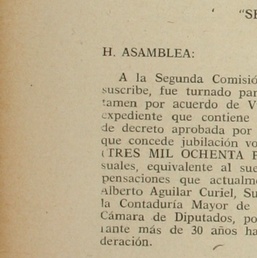 "SE
H. ASAMBLEA:
A la Segunda Comisió
suscribe, fue turnado par
tamen por acuerdo de V
expediente que contiene
de decreto aprobada por
que concede jubilación vo
(TRES MIL OCHENTA P
suales, equivalente al sue
pensaciones que actualme
Alberto Aguilar Curiel, Su
la Contaduría Mayor de
Cámara de Diputados, po
rante más de 30 años ha
deración.